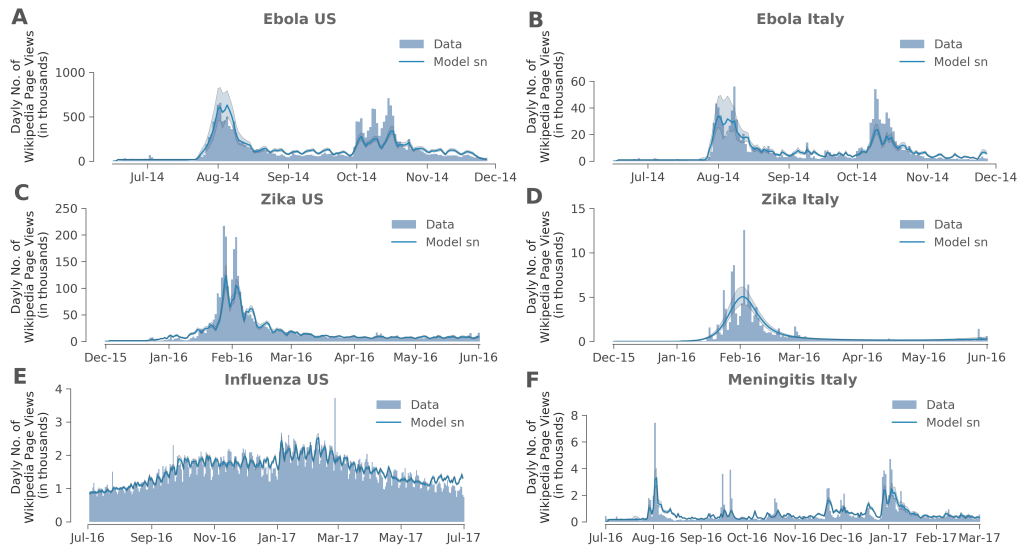 A
Ebola US
Dayly No. of
Wikipedia Page Views
(in thousands)
Data
Model sn
1000
500
0
Jul-14 Aug-14 Sep-14 Oct-14 Nov-14 Dec-14
B
Ebola Italy
Dayly No. of
Wikipedia Page Views
(in thousands)
Data
Model sn
60
40
20
0
Jul-14 Aug-14 Sep-14 Oct-14 Nov-14 Dec-14
C
Zika US
Dayly No. of
Wikipedia Page Views
(in thousands)
Data
Model sn
250
200
150
100
50
0
Dec-15 Jan-16 Feb-16 Mar-16 Apr-16 May-16 Jun-16
D
Zika Italy
Dayly No. of
Wikipedia Page Views
(in thousands)
Data
Model sn
15
10
5
0
Dec-15 Jan-16 Feb-16 Mar-16 Apr-16 May-16 Jun-16
E
Influenza US
Dayly No. of
Wikipedia Page Views
(in thousands)
Data
Model sn
4
3
2
1
0
Jul-16 Sep-16 Nov-16 Jan-17 Mar-17 May-17 Jul-17
F
Meningitis Italy
Dayly No. of
Wikipedia Page Views
(in thousands)
Data
Model sn
8
6
4
2
0
Jul-16 Aug-16 Sep-16 Oct-16 Nov-16 Dec-16 Jan-17 Feb-17 Mar-17